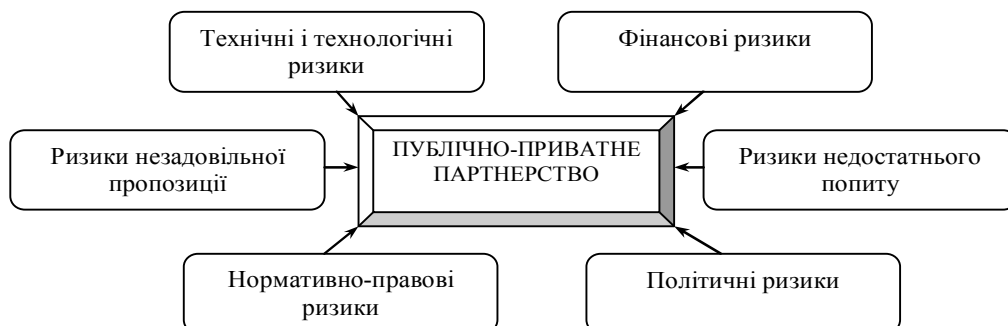 Технічні і технологічні
ризики
Фінансові ризики
Ризики незадовільної
пропозиції
ПУБЛІЧНО-ПРИВАТНЕ
ПАРТНЕРСТВО
Ризики недостатнього
попиту
Нормативно-правові
ризики
Політичні ризики